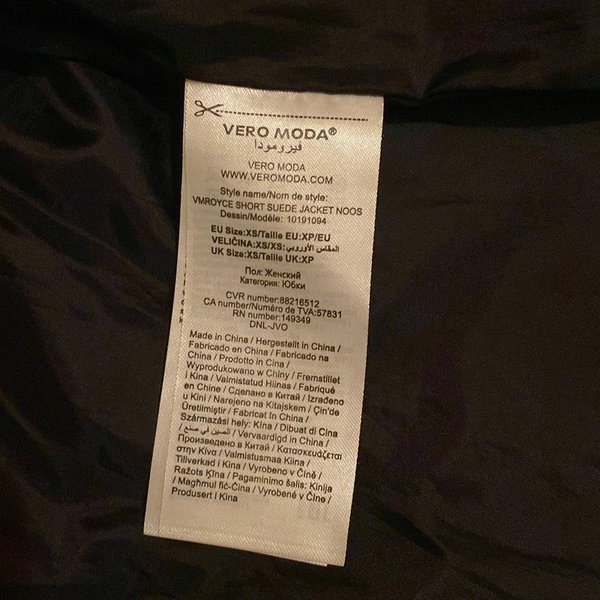 VERO MODA®
فيرومودا
VERO MODA
WWW.VEROMODA.COM
Style name/Nom de style:
VMROYCE SHORT SUEDE JACKET NOOS
Dessin/Modèle: 10191094
EU Size:XS/Taille EU:XP/EU
VELIČINA:XS/XS:المقاس الأوروبي
UK Size:XS/Taille UK:XP
Пол: Женский
Категория: Юбки
CVR number:88216512
CA number/Numéro de TVA:57831
RN number:149349
DNL-JVO
Made in China / Hergestellt in China /
Fabricado en China / Fabricado na
China / Prodotto in Cina /
Wyprodukowano w Chiny / Fremstillet
i Kina / Valmistatud Hiinas / Fabriqué
en Chine / Сделано в Китай / Izrađeno
u Kini / Narejeno na Kitajskem / Çin'de
Üretilmiştir / Fabricat în China /
Származási hely: Kína / Dibuat di Cina
/ الصين في صنع / Vervaardigd in China /
Произведено в Китай / Κατασκευάζεται
στην Κίνα / Valmistusmaa Kiina /
Tillverkad i Kina / Vyrobeno v Číně /
Ražots Ķīna / Pagaminimo šalis: Kinija
/ Magħmul fiċ-Ċina / Vyrobené v Číne /
Produsert i Kina